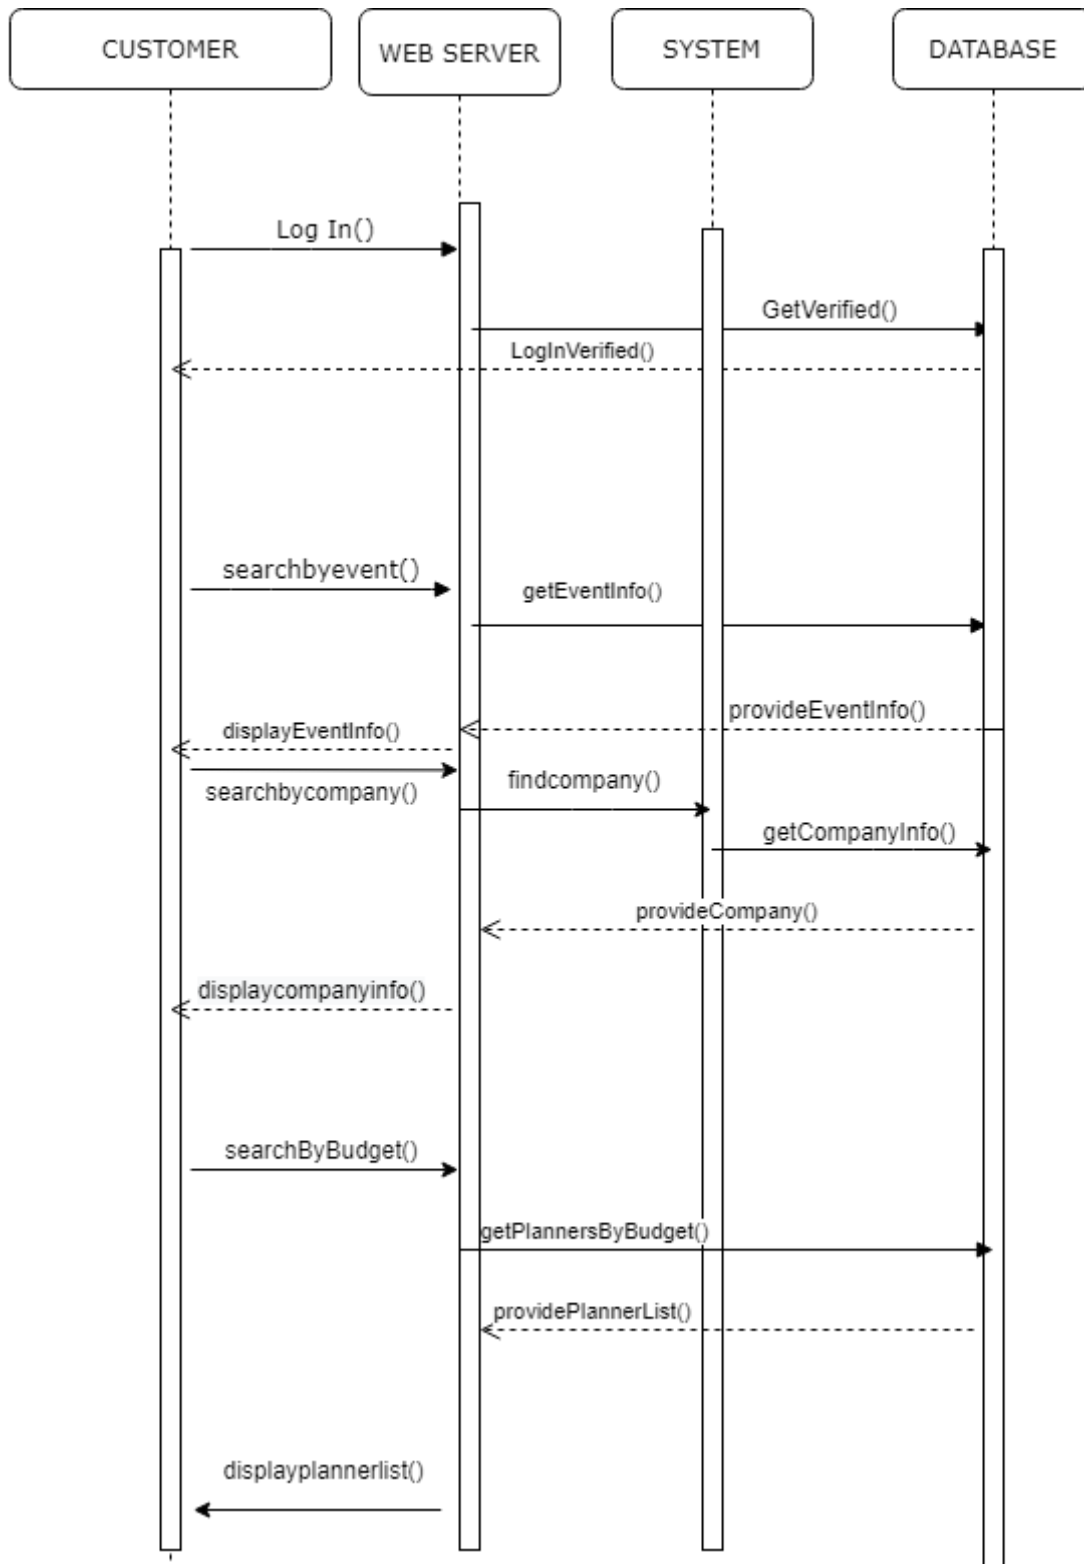 CUSTOMER
WEB SERVER
SYSTEM
DATABASE
Log In()
GetVerified()
LogInVerified()
searchbyevent()
getEventInfo()
provideEventInfo()
displayEventInfo()
searchbycompany()
findcompany()
getCompanyInfo()
provideCompany()
displaycompanyinfo()
searchByBudget()
getPlannersByBudget()
providePlannerList()
displayplannerlist()